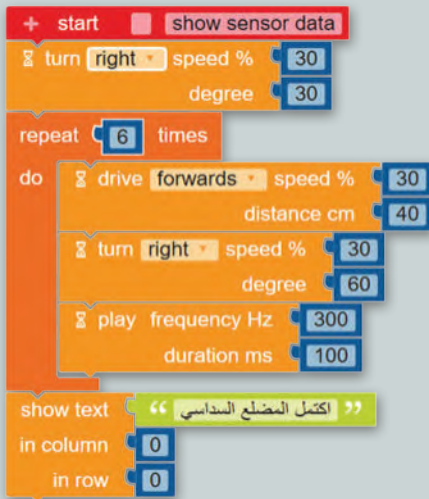 + start show sensor data
turn right speed % 30
degree 30
repeat 6 times
do drive forwards speed % 30
distance cm 40
turn right speed % 30
degree 60
play frequency Hz 300
duration ms 100
show text “ اكتمل المضلع السداسي ”
in column 0
in row 0